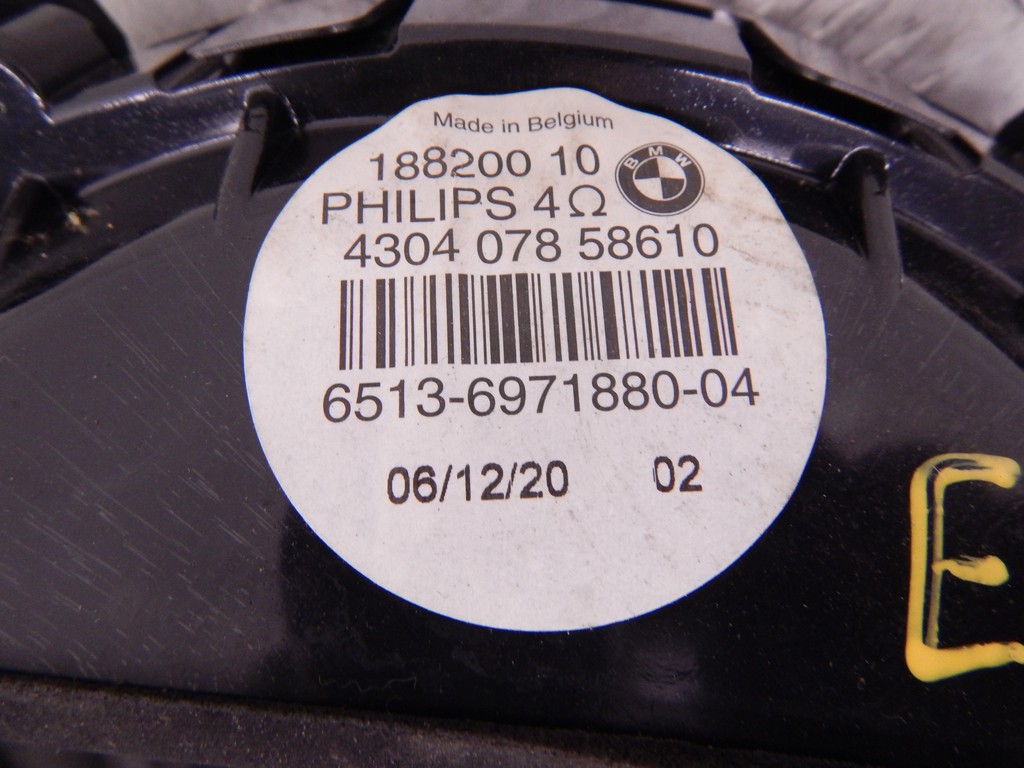 Made in Belgium
188200 10
BMW
PHILIPS 4Ω
4304 078 58610
6513-6971880-04
06/12/20 02
E